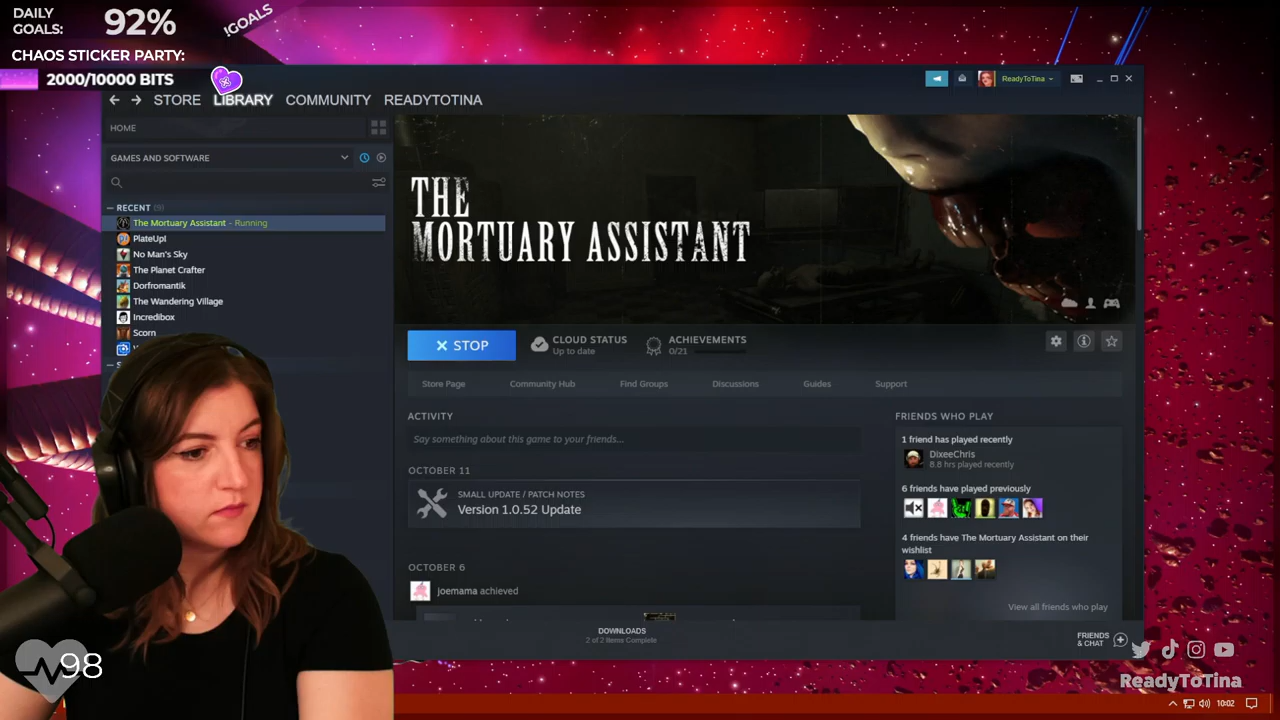 DAILY
GOALS:
92%
!GOALS
CHAOS STICKER PARTY:
2000/10000 BITS
ReadyToTina
STORE
LIBRARY
COMMUNITY
READYTOTINA
HOME
GAMES AND SOFTWARE
RECENT (9)
The Mortuary Assistant - Running
PlateUp!
No Man's Sky
The Planet Crafter
Dorfromantik
The Wandering Village
Incredibox
Scorn
THE
MORTUARY ASSISTANT
STOP
CLOUD STATUS
Up to date
ACHIEVEMENTS
0/21
Store Page
Community Hub
Find Groups
Discussions
Guides
Support
ACTIVITY
Say something about this game to your friends...
OCTOBER 11
SMALL UPDATE / PATCH NOTES
Version 1.0.52 Update
OCTOBER 6
joemama achieved
FRIENDS WHO PLAY
1 friend has played recently
DixeeChris
8.8 hrs played recently
6 friends have played previously
4 friends have The Mortuary Assistant on their
wishlist
View all friends who play
DOWNLOADS
2 of 2 Items Complete
FRIENDS
& CHAT
98
ReadyToTina
10:02